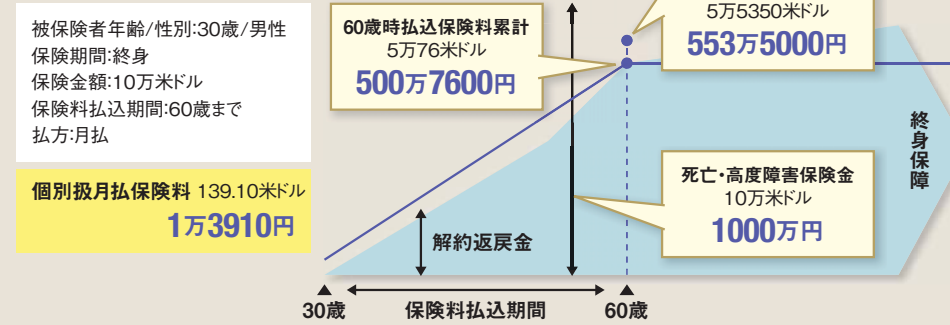 被保険者年齢/性別:30歳/男性
保険期間:終身
保険金額:10万米ドル
保険料払込期間:60歳まで
払方:月払
個別扱月払保険料 139.10米ドル
1万3910円
60歳時払込保険料累計
5万76米ドル
500万7600円
5万5350米ドル
553万5000円
死亡・高度障害保険金
10万米ドル
1000万円
終身保障
解約返戻金
30歳
保険料払込期間
60歳